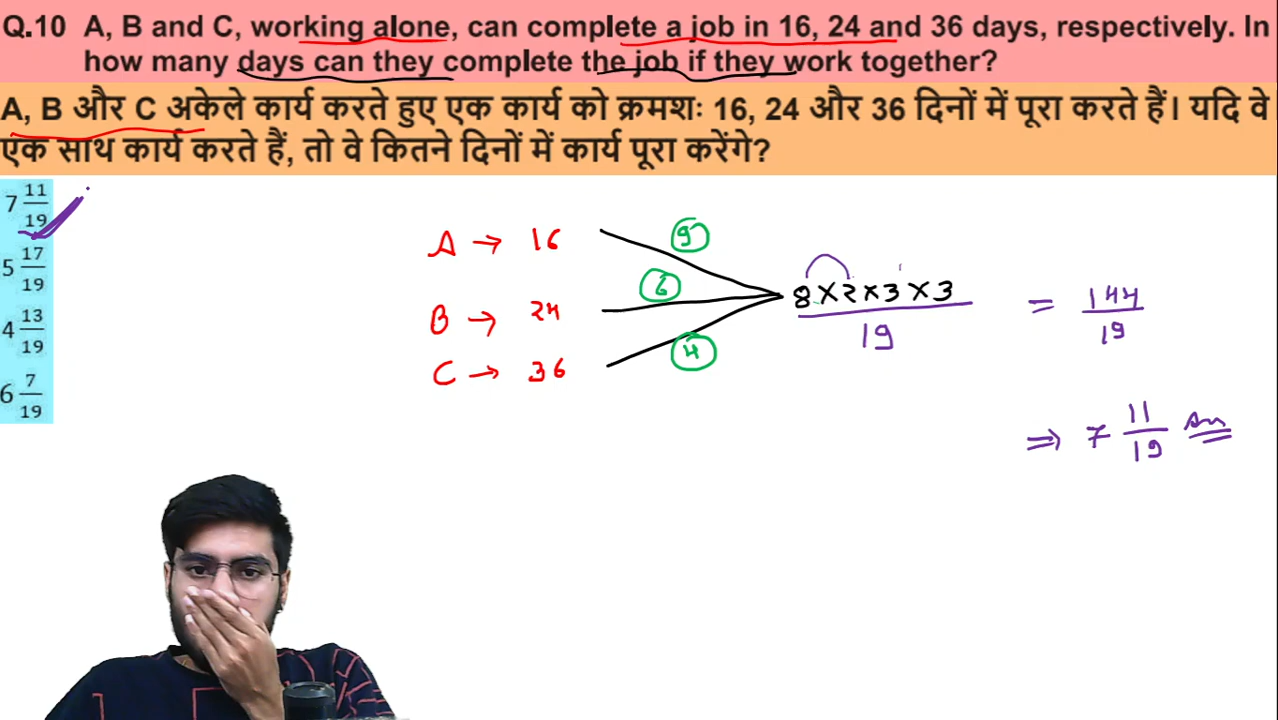 Q.10 A, B and C, working alone, can complete a job in 16, 24 and 36 days, respectively. In
how many days can they complete the job if they work together?
A, B और C अकेले कार्य करते हुए एक कार्य को क्रमशः 16, 24 और 36 दिनों में पूरा करते हैं। यदि वे
एक साथ कार्य करते हैं, तो वे कितने दिनों में कार्य पूरा करेंगे?
7 11/19
5 17/19
4 13/19
6 7/19
A → 16
9
B → 24
6
C → 36
4
8×2×3×3/19 = 144/19
⇒ 7 11/19 Ans